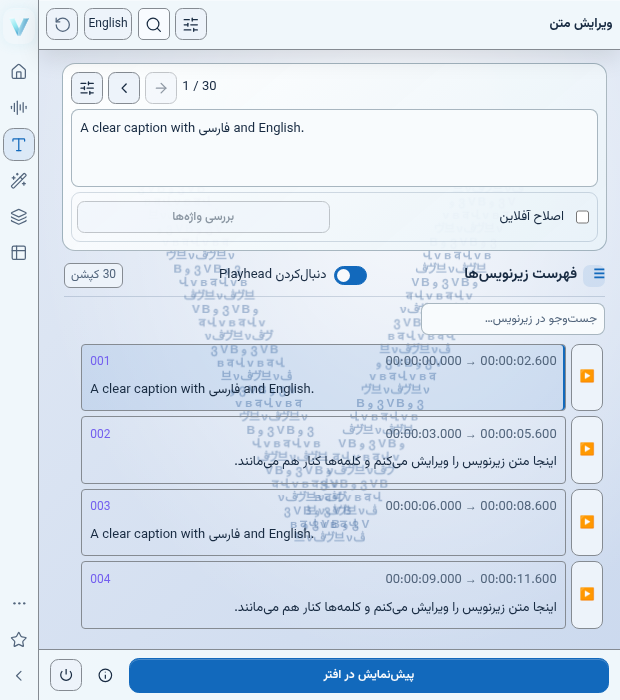 ویرایش متن
English
1 / 30
A clear caption with فارسی and English.
اصلاح آفلاین
بررسی واژه‌ها
فهرست زیرنویس‌ها
دنبال‌کردن Playhead
30 کپشن
جست‌وجو در زیرنویس...
001
00:00:00.000 → 00:00:02.600
A clear caption with فارسی and English.
002
00:00:03.000 → 00:00:05.600
اینجا متن زیرنویس را ویرایش می‌کنم و کلمه‌ها کنار هم می‌مانند.
003
00:00:06.000 → 00:00:08.600
A clear caption with فارسی and English.
004
00:00:09.000 → 00:00:11.600
اینجا متن زیرنویس را ویرایش می‌کنم و کلمه‌ها کنار هم می‌مانند.
پیش‌نمایش در افتر